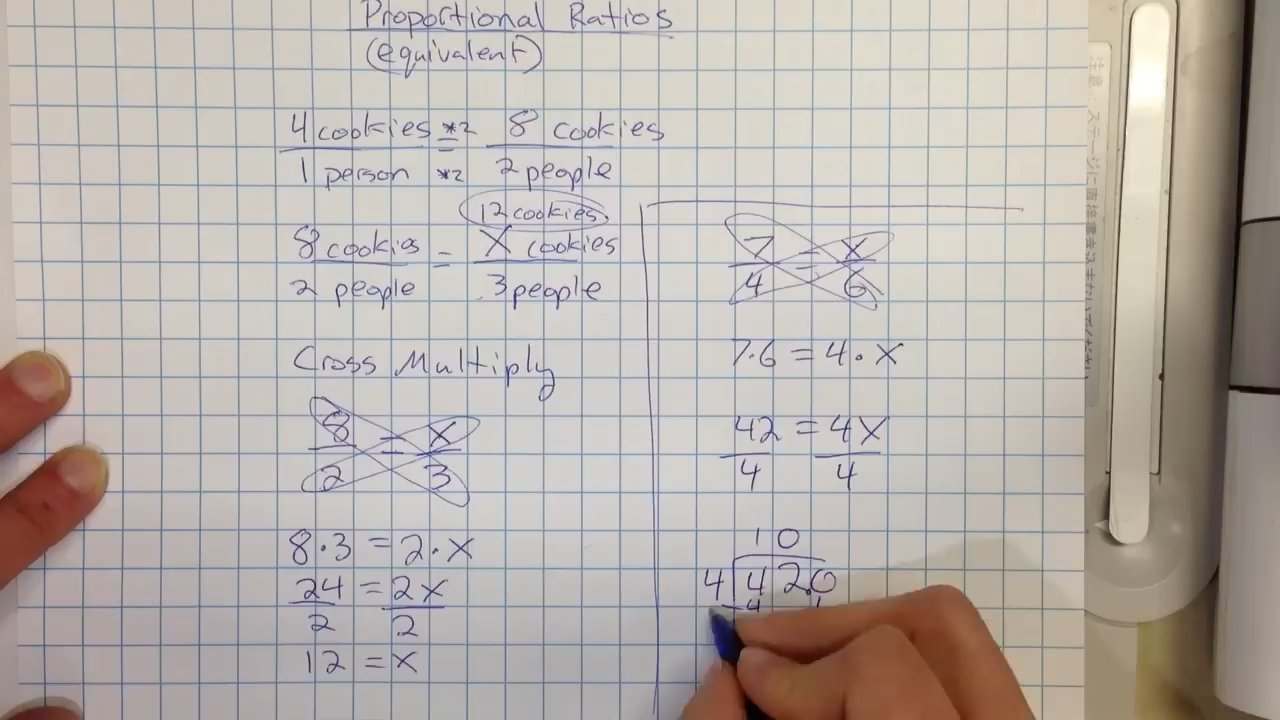 Proportional Ratios
(equivalent)
4 cookies *2 = 8 cookies
1 person *2 2 people
12 cookies
8 cookies = X cookies
2 people 3 people
Cross Multiply
8 = x
2 3
8·3 = 2·x
24 = 2x
2 2
12 = x
7 = x
4 6
7·6 = 4·x
42 = 4x
4 4
10
4 42.0
-4